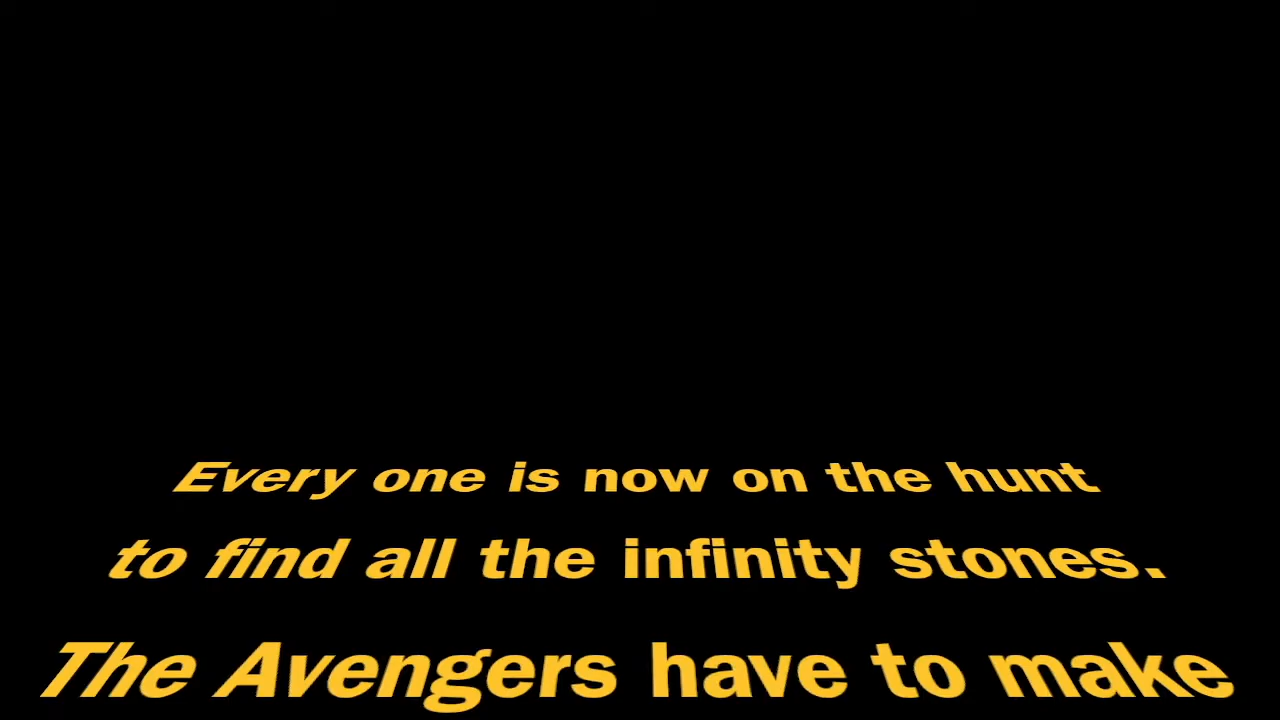 Every one is now on the hunt
to find all the infinity stones.
The Avengers have to make